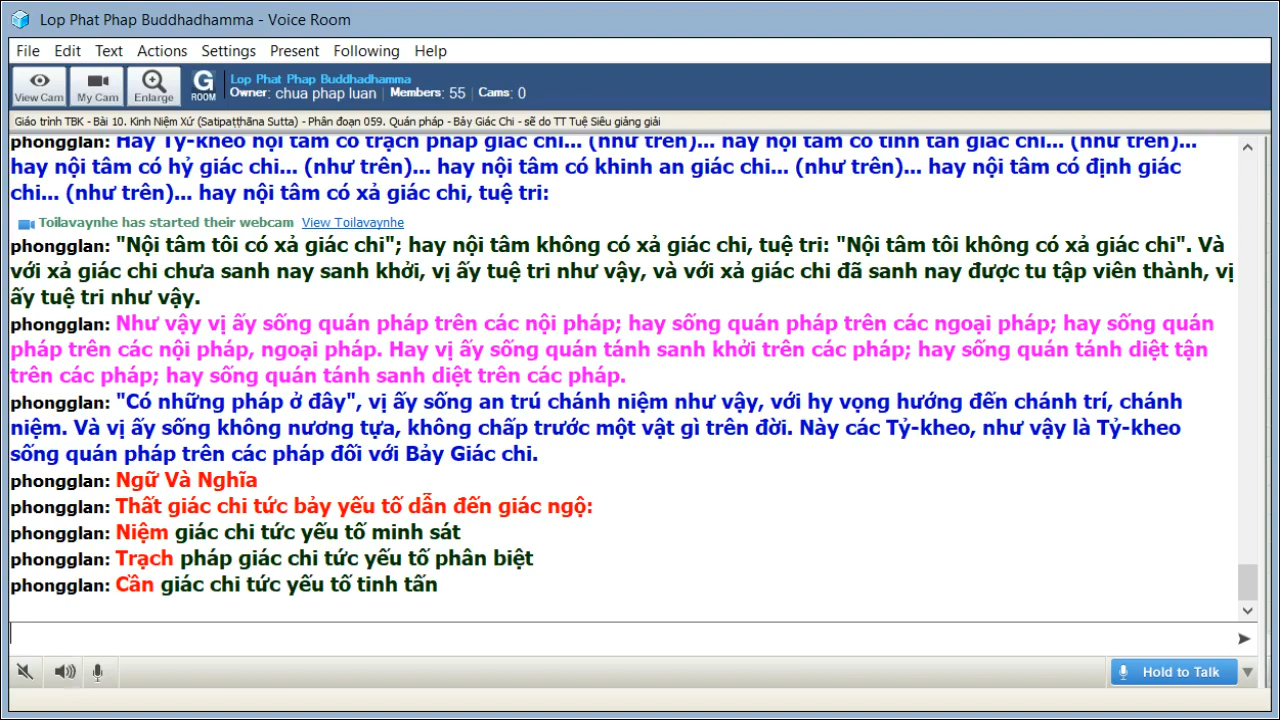 Lop Phat Phap Buddhadhamma - Voice Room
File Edit Text Actions Settings Present Following Help
View Cam My Cam Enlarge G ROOM
Lop Phat Phap Buddhadhamma
Owner: chua phap luan Members: 55 Cams: 0
Giáo trình TBK - Bài 10. Kinh Niệm Xứ (Satipaṭṭhāna Sutta) - Phân đoạn 059. Quán pháp - Bảy Giác Chi - sẽ do TT Tuệ Siêu giảng giải
phongglan: Hay Tỷ-kheo nội tâm có trạch pháp giác chi... (như trên)... hay nội tâm có tinh tấn giác chi... (như trên)...
hay nội tâm có hỷ giác chi... (như trên)... hay nội tâm có khinh an giác chi... (như trên)... hay nội tâm có định giác
chi... (như trên)... hay nội tâm có xả giác chi, tuệ tri:
Toilavaynhe has started their webcam View Toilavaynhe
phongglan: "Nội tâm tôi có xả giác chi"; hay nội tâm không có xả giác chi, tuệ tri: "Nội tâm tôi không có xả giác chi". Và
với xả giác chi chưa sanh nay sanh khởi, vị ấy tuệ tri như vậy, và với xả giác chi đã sanh nay được tu tập viên thành, vị
ấy tuệ tri như vậy.
phongglan: Như vậy vị ấy sống quán pháp trên các nội pháp; hay sống quán pháp trên các ngoại pháp; hay sống quán
pháp trên các nội pháp, ngoại pháp. Hay vị ấy sống quán tánh sanh khởi trên các pháp; hay sống quán tánh diệt tận
trên các pháp; hay sống quán tánh sanh diệt trên các pháp.
phongglan: "Có những pháp ở đây", vị ấy sống an trú chánh niệm như vậy, với hy vọng hướng đến chánh trí, chánh
niệm. Và vị ấy sống không nương tựa, không chấp trước một vật gì trên đời. Này các Tỷ-kheo, như vậy là Tỷ-kheo
sống quán pháp trên các pháp đối với Bảy Giác chi.
phongglan: Ngữ Và Nghĩa
phongglan: Thất giác chi tức bảy yếu tố dẫn đến giác ngộ:
phongglan: Niệm giác chi tức yếu tố minh sát
phongglan: Trạch pháp giác chi tức yếu tố phân biệt
phongglan: Cần giác chi tức yếu tố tinh tấn
Hold to Talk